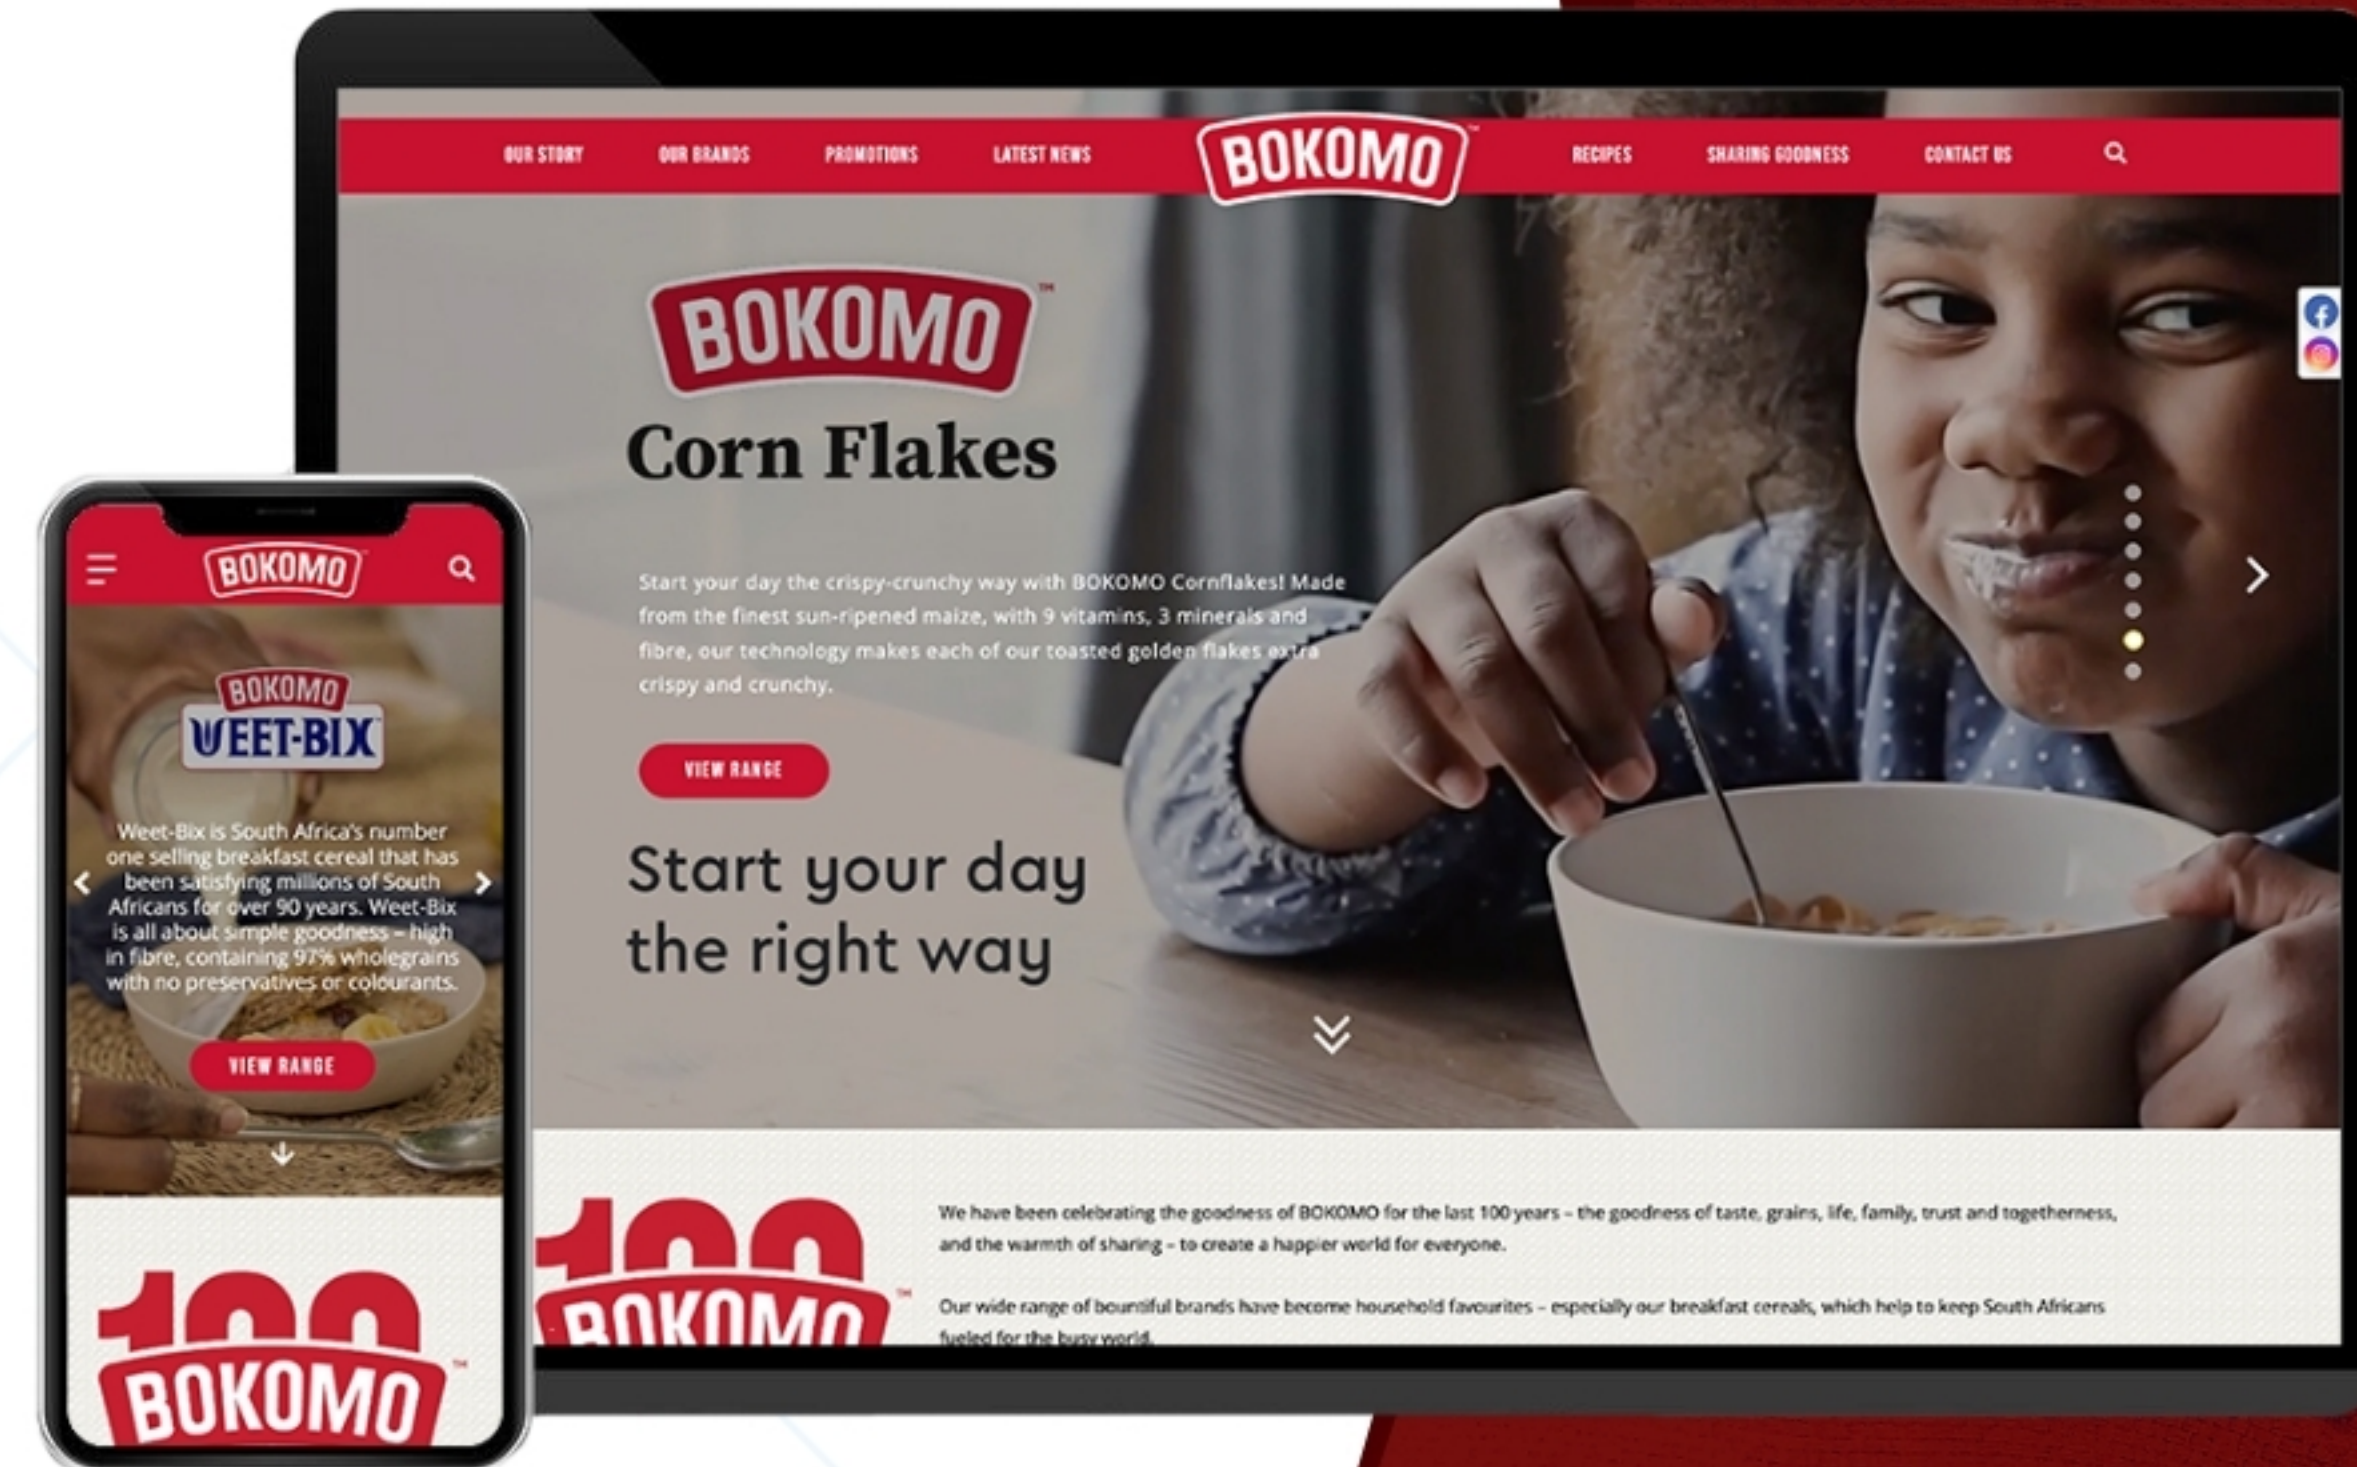 OUR STORY
OUR BRANDS
PROMOTIONS
LATEST NEWS
BOKOMO
RECIPES
SHARING GOODNESS
CONTACT US
BOKOMO™
Corn Flakes
Start your day the crispy-crunchy way with BOKOMO Cornflakes! Made
from the finest sun-ripened maize, with 9 vitamins, 3 minerals and
fibre, our technology makes each of our toasted golden flakes extra
crispy and crunchy.
VIEW RANGE
Start your day
the right way
100
BOKOMO™
We have been celebrating the goodness of BOKOMO for the last 100 years – the goodness of taste, grains, life, family, trust and togetherness,
and the warmth of sharing – to create a happier world for everyone.
Our wide range of bountiful brands have become household favourites – especially our breakfast cereals, which help to keep South Africans
fueled for the busy world.
BOKOMO
BOKOMO
WEET-BIX
Weet-Bix is South Africa's number
one selling breakfast cereal that has
been satisfying millions of South
Africans for over 90 years. Weet-Bix
is all about simple goodness – high
in fibre, containing 97% wholegrains
with no preservatives or colourants.
VIEW RANGE
100
BOKOMO™